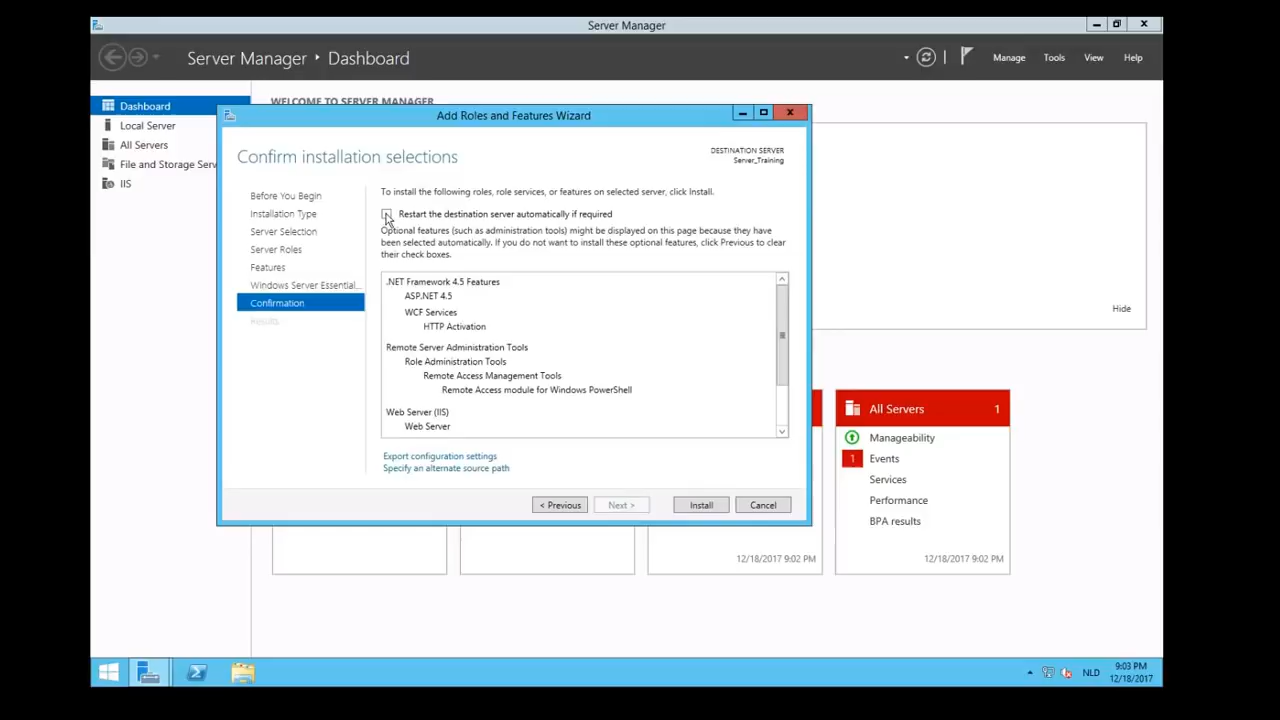 Server Manager
Server Manager ‣ Dashboard
Manage
Tools
View
Help
Dashboard
Local Server
All Servers
File and Storage Serv
IIS
WELCOME TO SERVER MANAGER
Add Roles and Features Wizard
Confirm installation selections
DESTINATION SERVER
Server_Training
Before You Begin
Installation Type
Server Selection
Server Roles
Features
Windows Server Essential...
Confirmation
Results
To install the following roles, role services, or features on selected server, click Install.
Restart the destination server automatically if required
Optional features (such as administration tools) might be displayed on this page because they have
been selected automatically. If you do not want to install these optional features, click Previous to clear
their check boxes.
.NET Framework 4.5 Features
ASP.NET 4.5
WCF Services
HTTP Activation
Remote Server Administration Tools
Role Administration Tools
Remote Access Management Tools
Remote Access module for Windows PowerShell
Web Server (IIS)
Web Server
Export configuration settings
Specify an alternate source path
< Previous
Next >
Install
Cancel
Hide
All Servers
1
Manageability
1
Events
Services
Performance
BPA results
12/18/2017 9:02 PM
12/18/2017 9:02 PM
NLD
9:03 PM
12/18/2017